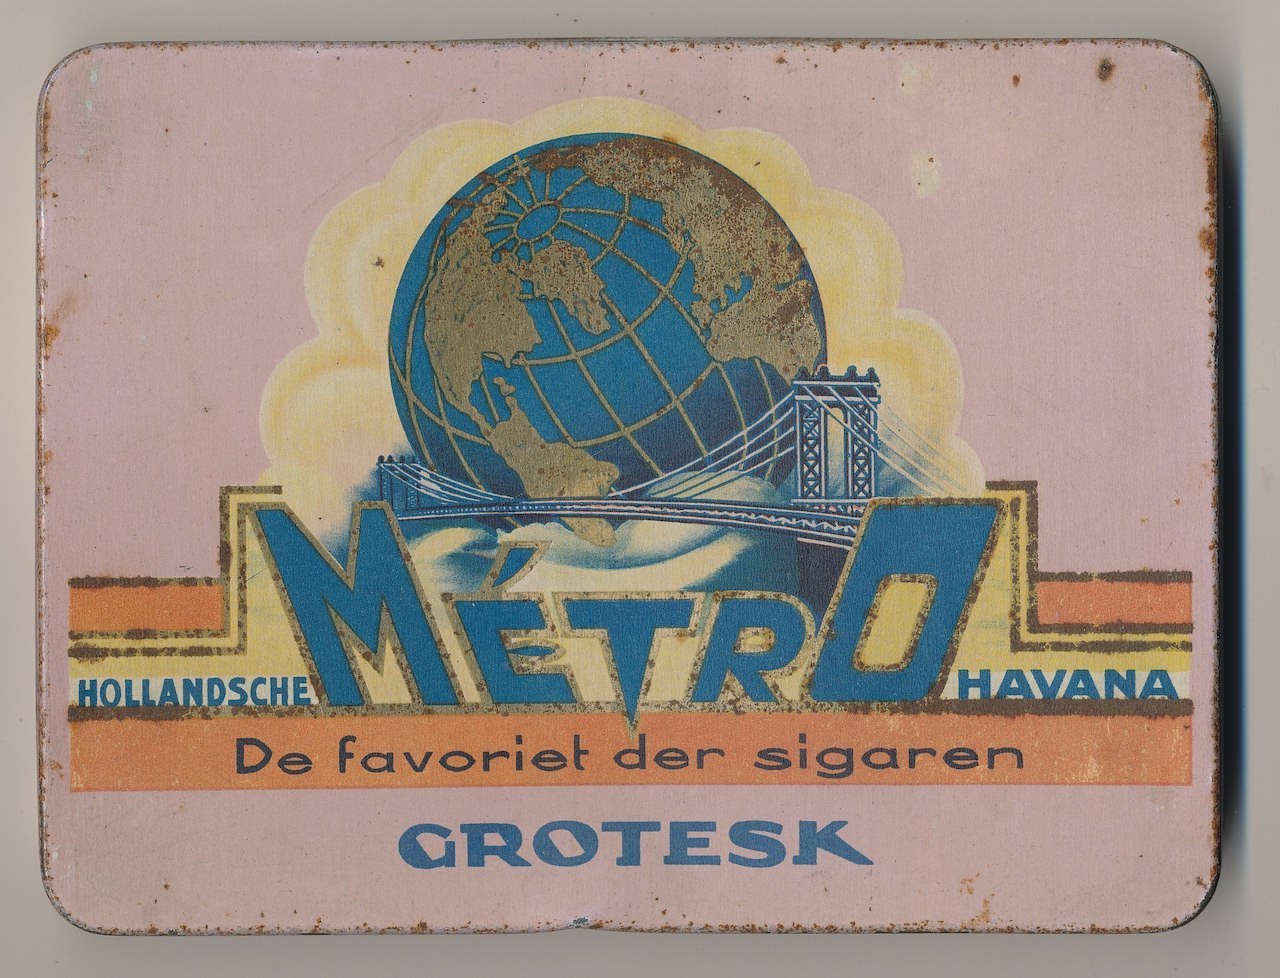 MéTRO
HOLLANDSCHE HAVANA
De favoriet der sigaren
GROTESK